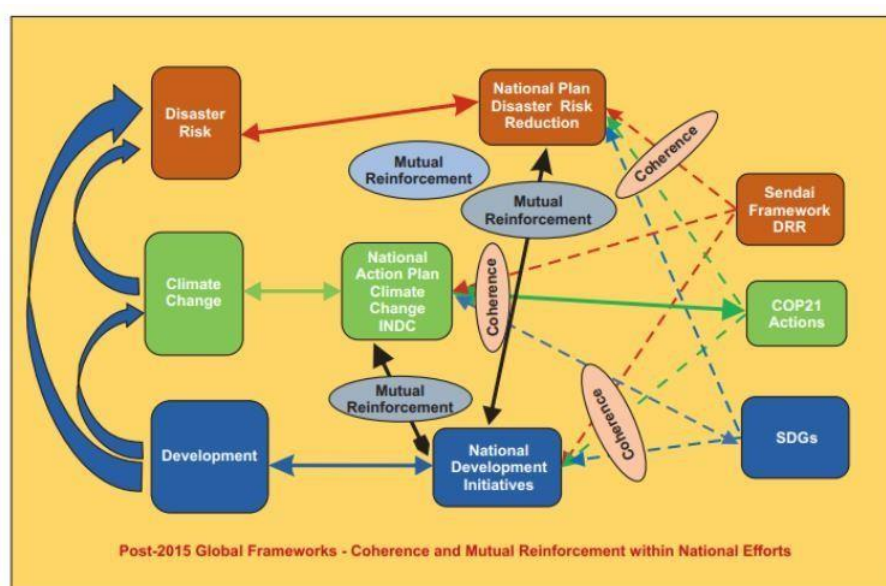 Disaster
Risk
National Plan
Disaster Risk
Reduction
Coherence
Mutual
Reinforcement
Mutual
Reinforcement
Sendai
Framework
DRR
Climate
Change
National
Action Plan
Climate
Change
INDC
Coherence
COP21
Actions
Mutual
Reinforcement
Coherence
Development
National
Development
Initiatives
SDGs
Post-2015 Global Frameworks - Coherence and Mutual Reinforcement within National Efforts